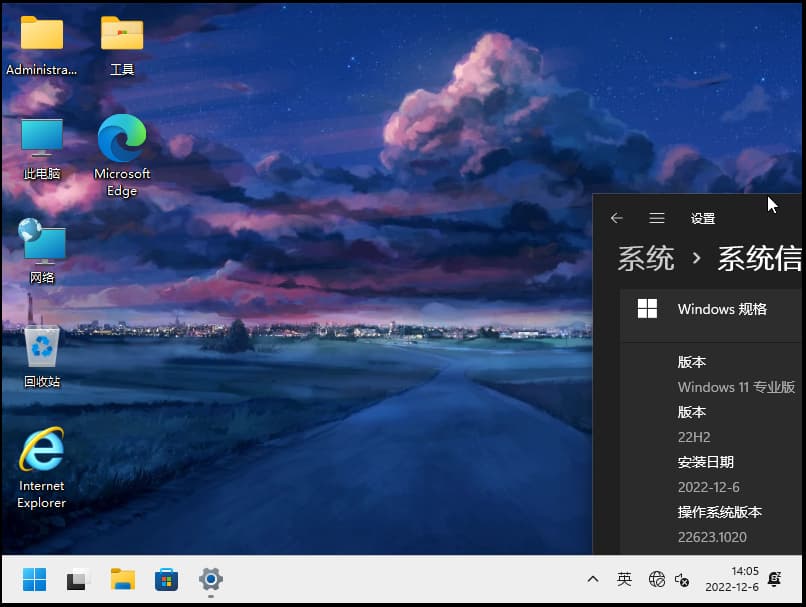 Administra...
工具
此电脑
Microsoft
Edge
网络
回收站
Internet
Explorer
设置
系统 › 系统信
Windows 规格
版本
Windows 11 专业版
版本
22H2
安装日期
2022-12-6
操作系统版本
22623.1020
英
14:05
2022-12-6